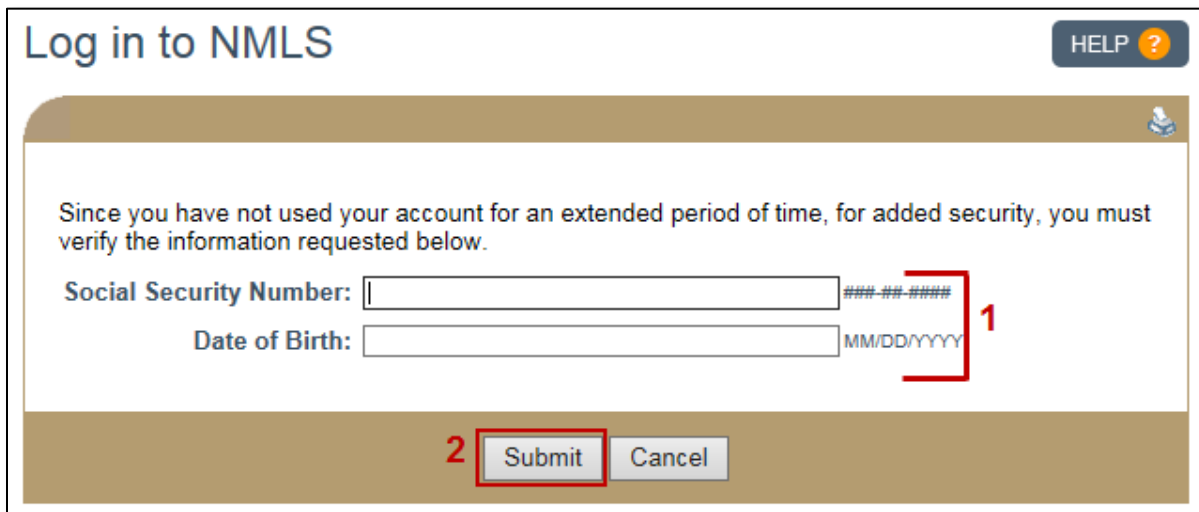 Log in to NMLS
HELP ?
Since you have not used your account for an extended period of time, for added security, you must
verify the information requested below.
Social Security Number: ###-##-####
Date of Birth: MM/DD/YYYY
1
2 Submit Cancel